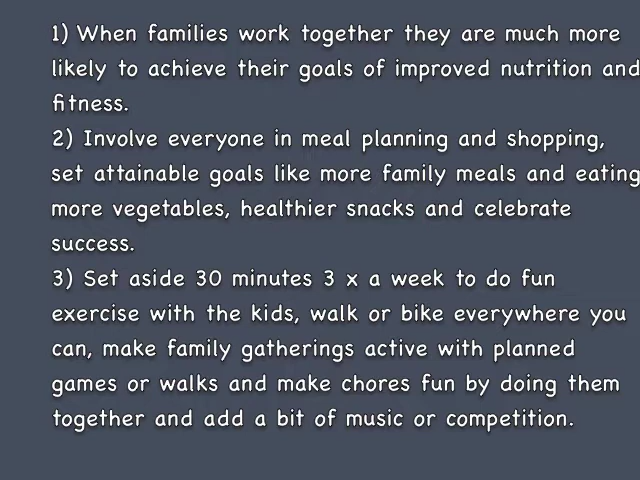 1) When families work together they are much more
likely to achieve their goals of improved nutrition and
fitness.
2) Involve everyone in meal planning and shopping,
set attainable goals like more family meals and eating
more vegetables, healthier snacks and celebrate
success.
3) Set aside 30 minutes 3 x a week to do fun
exercise with the kids, walk or bike everywhere you
can, make family gatherings active with planned
games or walks and make chores fun by doing them
together and add a bit of music or competition.